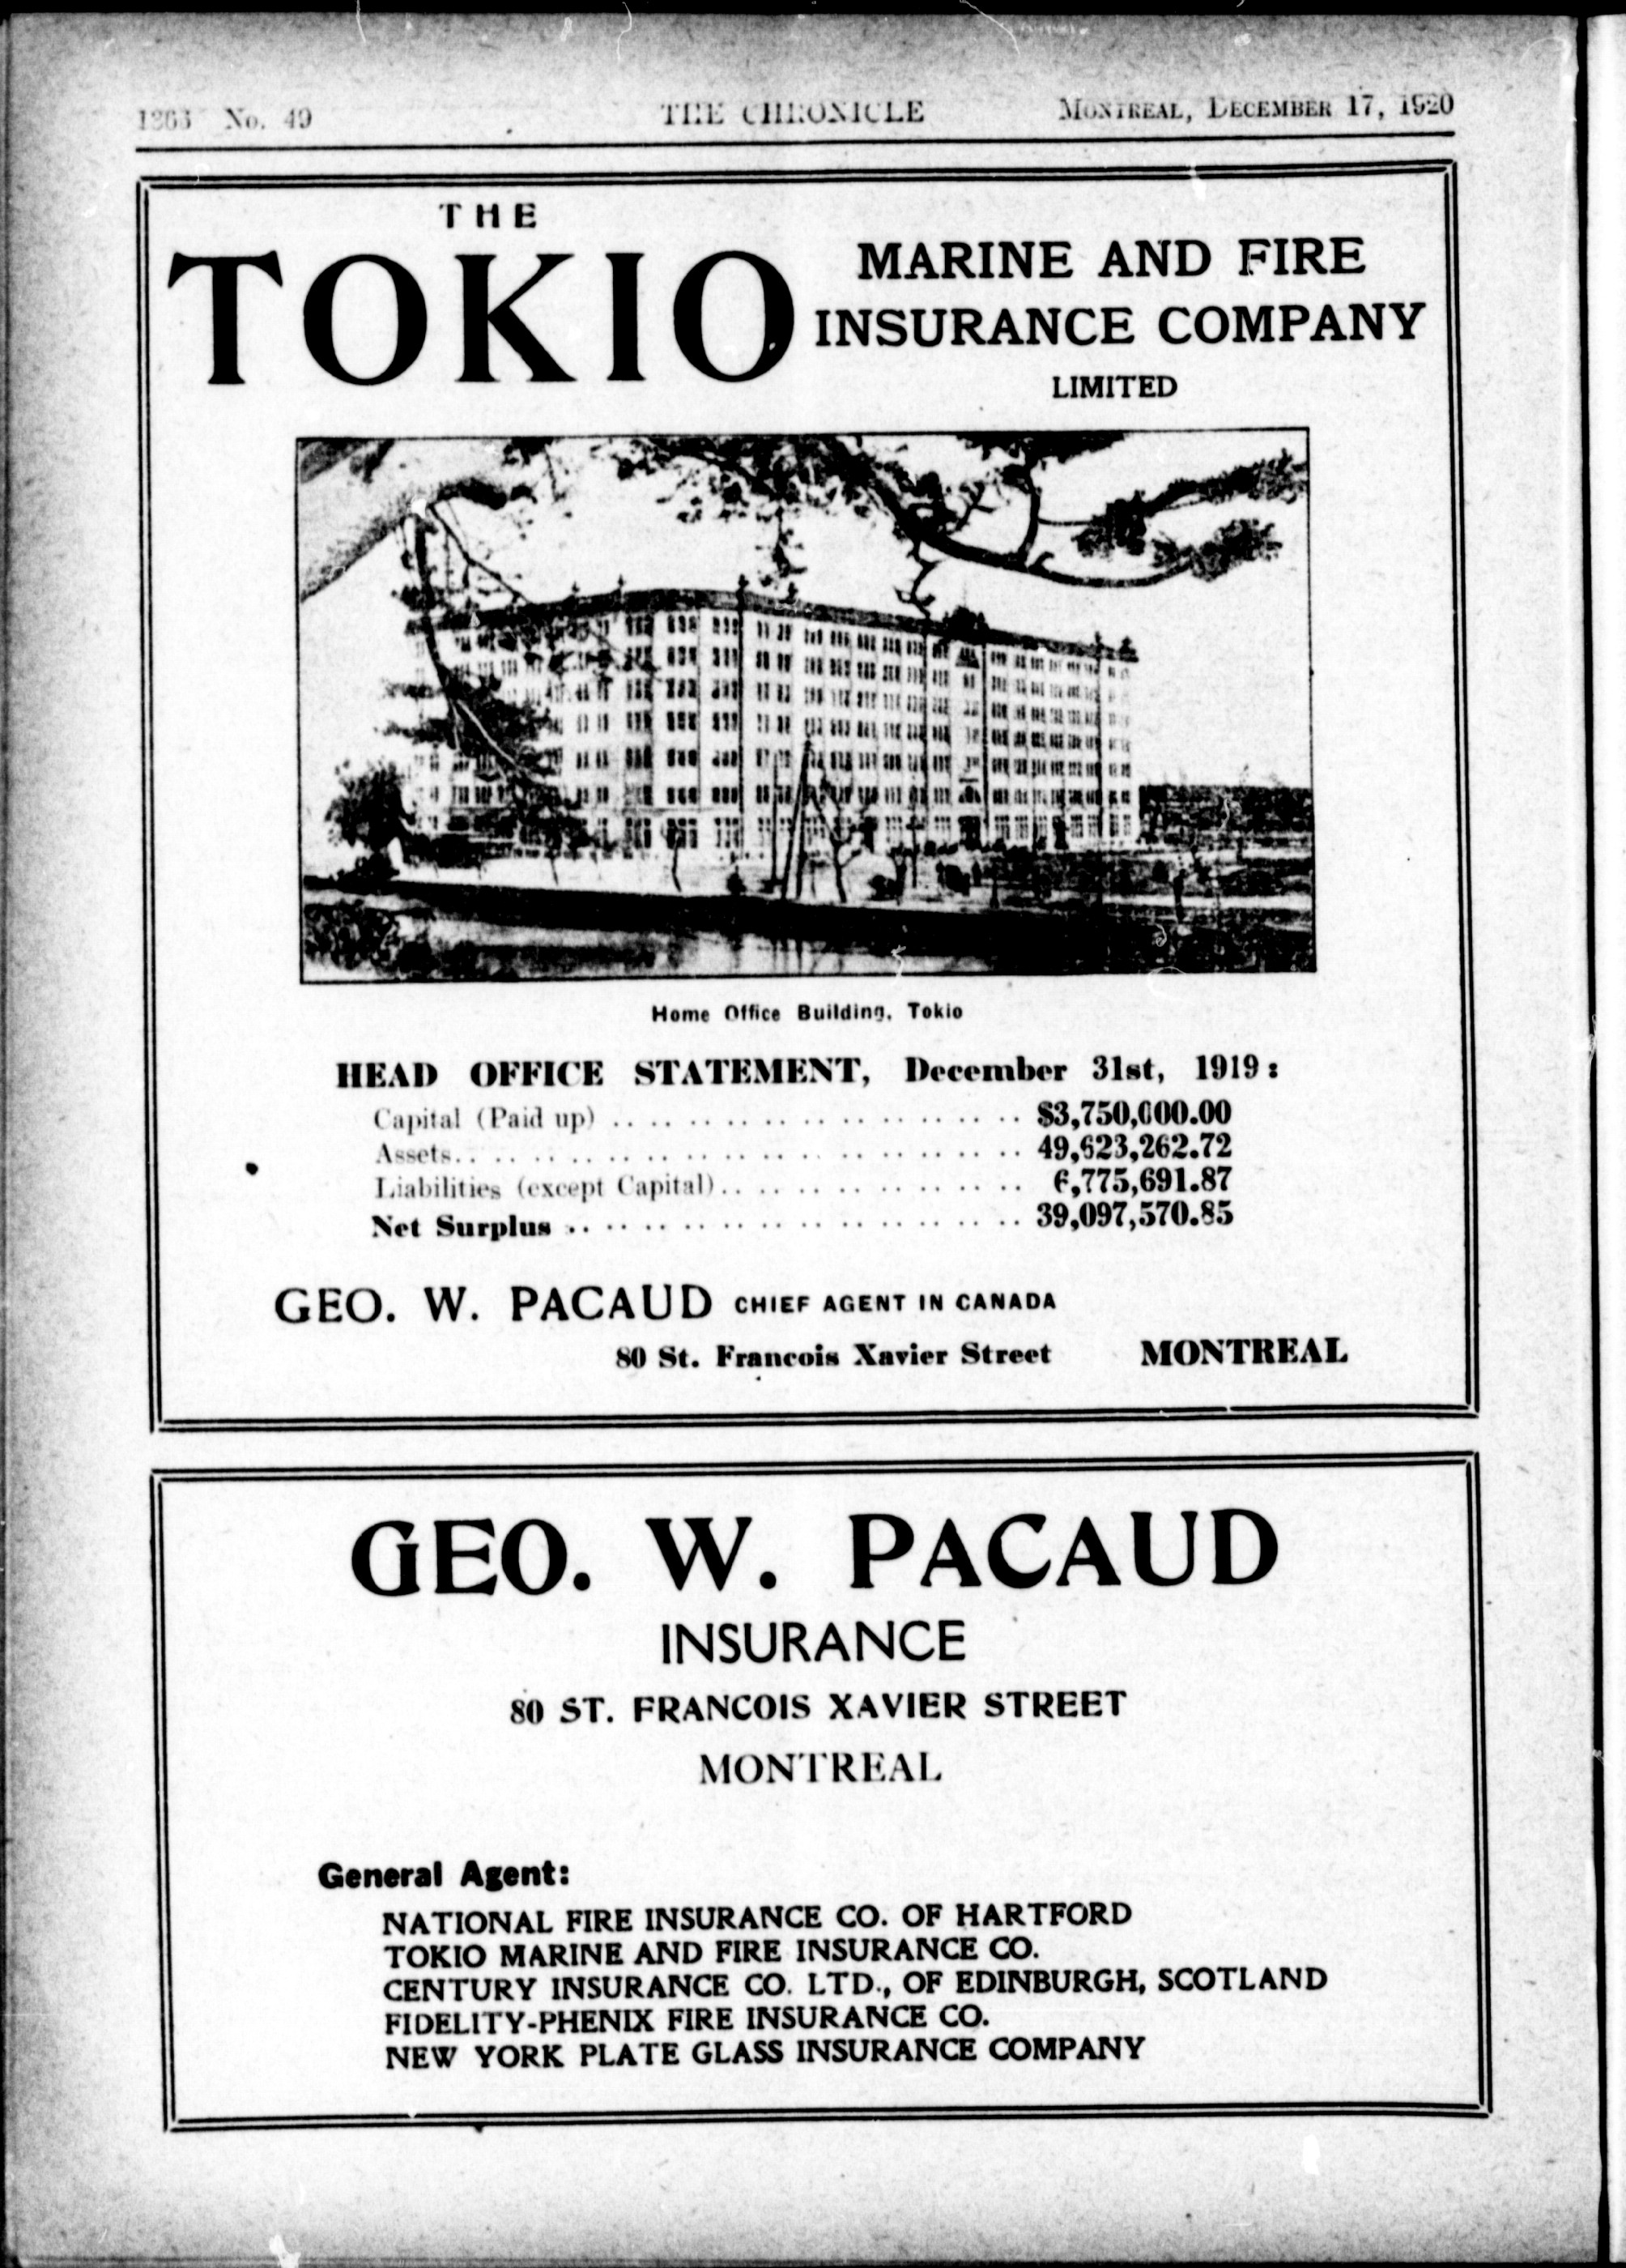 No. 49 THE CHRONICLE MONTREAL, DECEMBER 17, 1920
THE
TOKIO
MARINE AND FIRE
INSURANCE COMPANY
LIMITED
Home Office Building, Tokio
HEAD OFFICE STATEMENT, December 31st, 1919:
Capital (Paid up) .. .. .. .. .. .. .. .. .. .. .. $3,750,000.00
Assets.. .. .. .. .. .. .. .. .. .. .. .. .. .. .. 49,623,262.72
Liabilities (except Capital).. .. .. .. .. .. .. .. 6,775,691.87
Net Surplus .. .. .. .. .. .. .. .. .. .. .. .. 39,097,570.85
GEO. W. PACAUD CHIEF AGENT IN CANADA
80 St. Francois Xavier Street MONTREAL
GEO. W. PACAUD
INSURANCE
80 ST. FRANCOIS XAVIER STREET
MONTREAL
General Agent:
NATIONAL FIRE INSURANCE CO. OF HARTFORD
TOKIO MARINE AND FIRE INSURANCE CO.
CENTURY INSURANCE CO. LTD., OF EDINBURGH, SCOTLAND
FIDELITY-PHENIX FIRE INSURANCE CO.
NEW YORK PLATE GLASS INSURANCE COMPANY